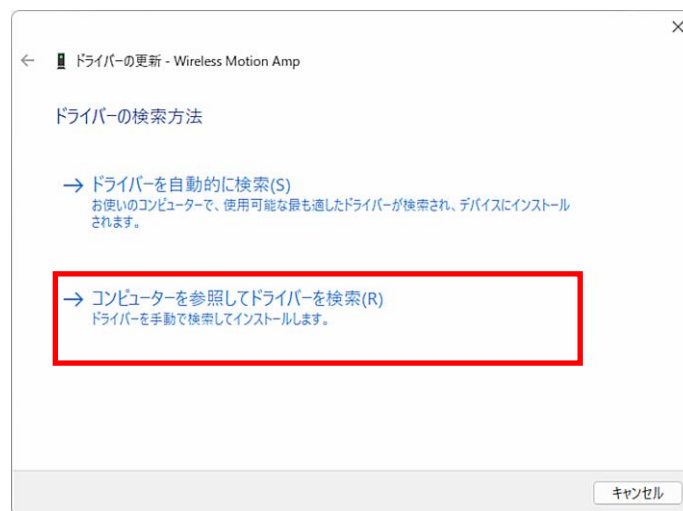 ドライバーの更新 - Wireless Motion Amp
ドライバーの検索方法
→ ドライバーを自動的に検索(S)
お使いのコンピューターで、使用可能な最も適したドライバーが検索され、デバイスにインストール
されます。
→ コンピューターを参照してドライバーを検索(R)
ドライバーを手動で検索してインストールします。
キャンセル